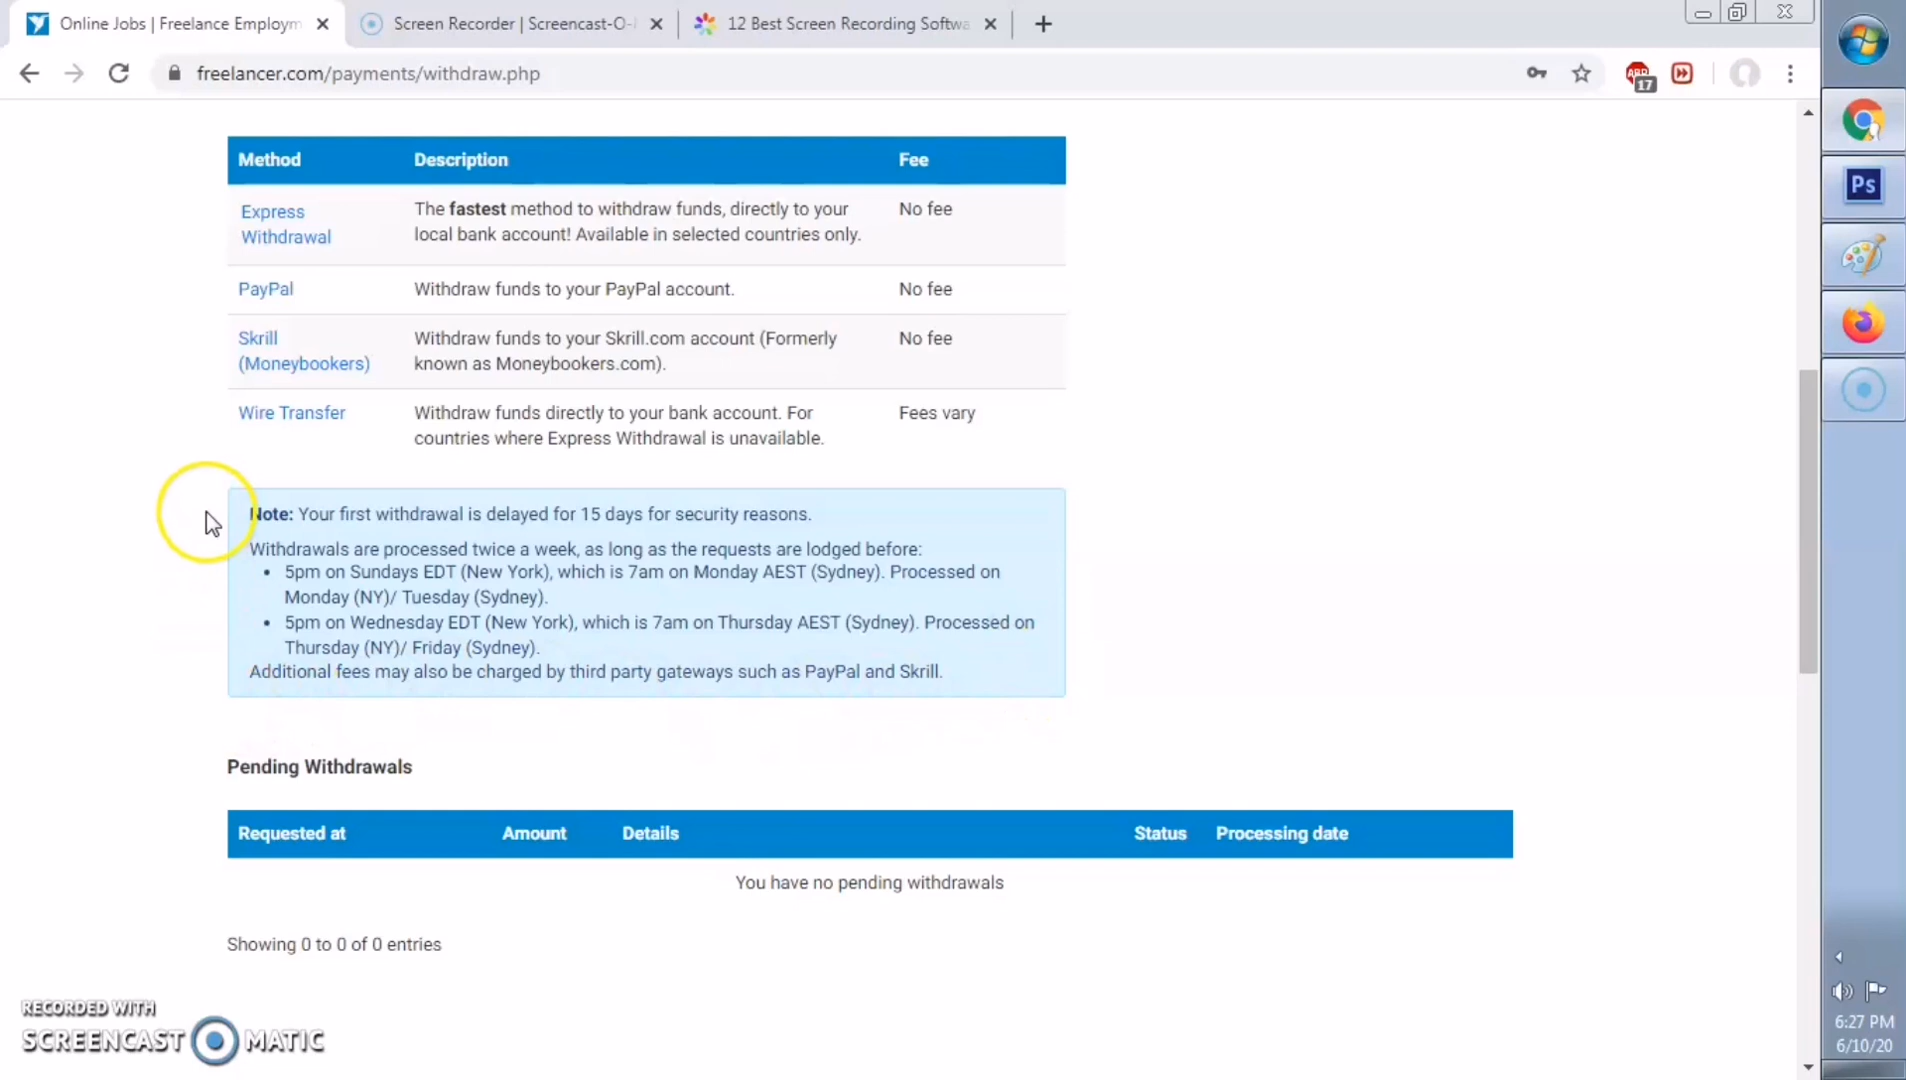 Online Jobs | Freelance Employm
Screen Recorder | Screencast-O-
12 Best Screen Recording Softwa
freelancer.com/payments/withdraw.php
ABP
17
Ps
Method Description Fee
Express Withdrawal
The fastest method to withdraw funds, directly to your
local bank account! Available in selected countries only.
No fee
PayPal Withdraw funds to your PayPal account. No fee
Skrill (Moneybookers)
Withdraw funds to your Skrill.com account (Formerly
known as Moneybookers.com).
No fee
Wire Transfer
Withdraw funds directly to your bank account. For
countries where Express Withdrawal is unavailable.
Fees vary
Note: Your first withdrawal is delayed for 15 days for security reasons.
Withdrawals are processed twice a week, as long as the requests are lodged before:
• 5pm on Sundays EDT (New York), which is 7am on Monday AEST (Sydney). Processed on
Monday (NY)/ Tuesday (Sydney).
• 5pm on Wednesday EDT (New York), which is 7am on Thursday AEST (Sydney). Processed on
Thursday (NY)/ Friday (Sydney).
Additional fees may also be charged by third party gateways such as PayPal and Skrill.
Pending Withdrawals
Requested at Amount Details Status Processing date
You have no pending withdrawals
Showing 0 to 0 of 0 entries
RECORDED WITH
SCREENCAST MATIC
6:27 PM
6/10/20